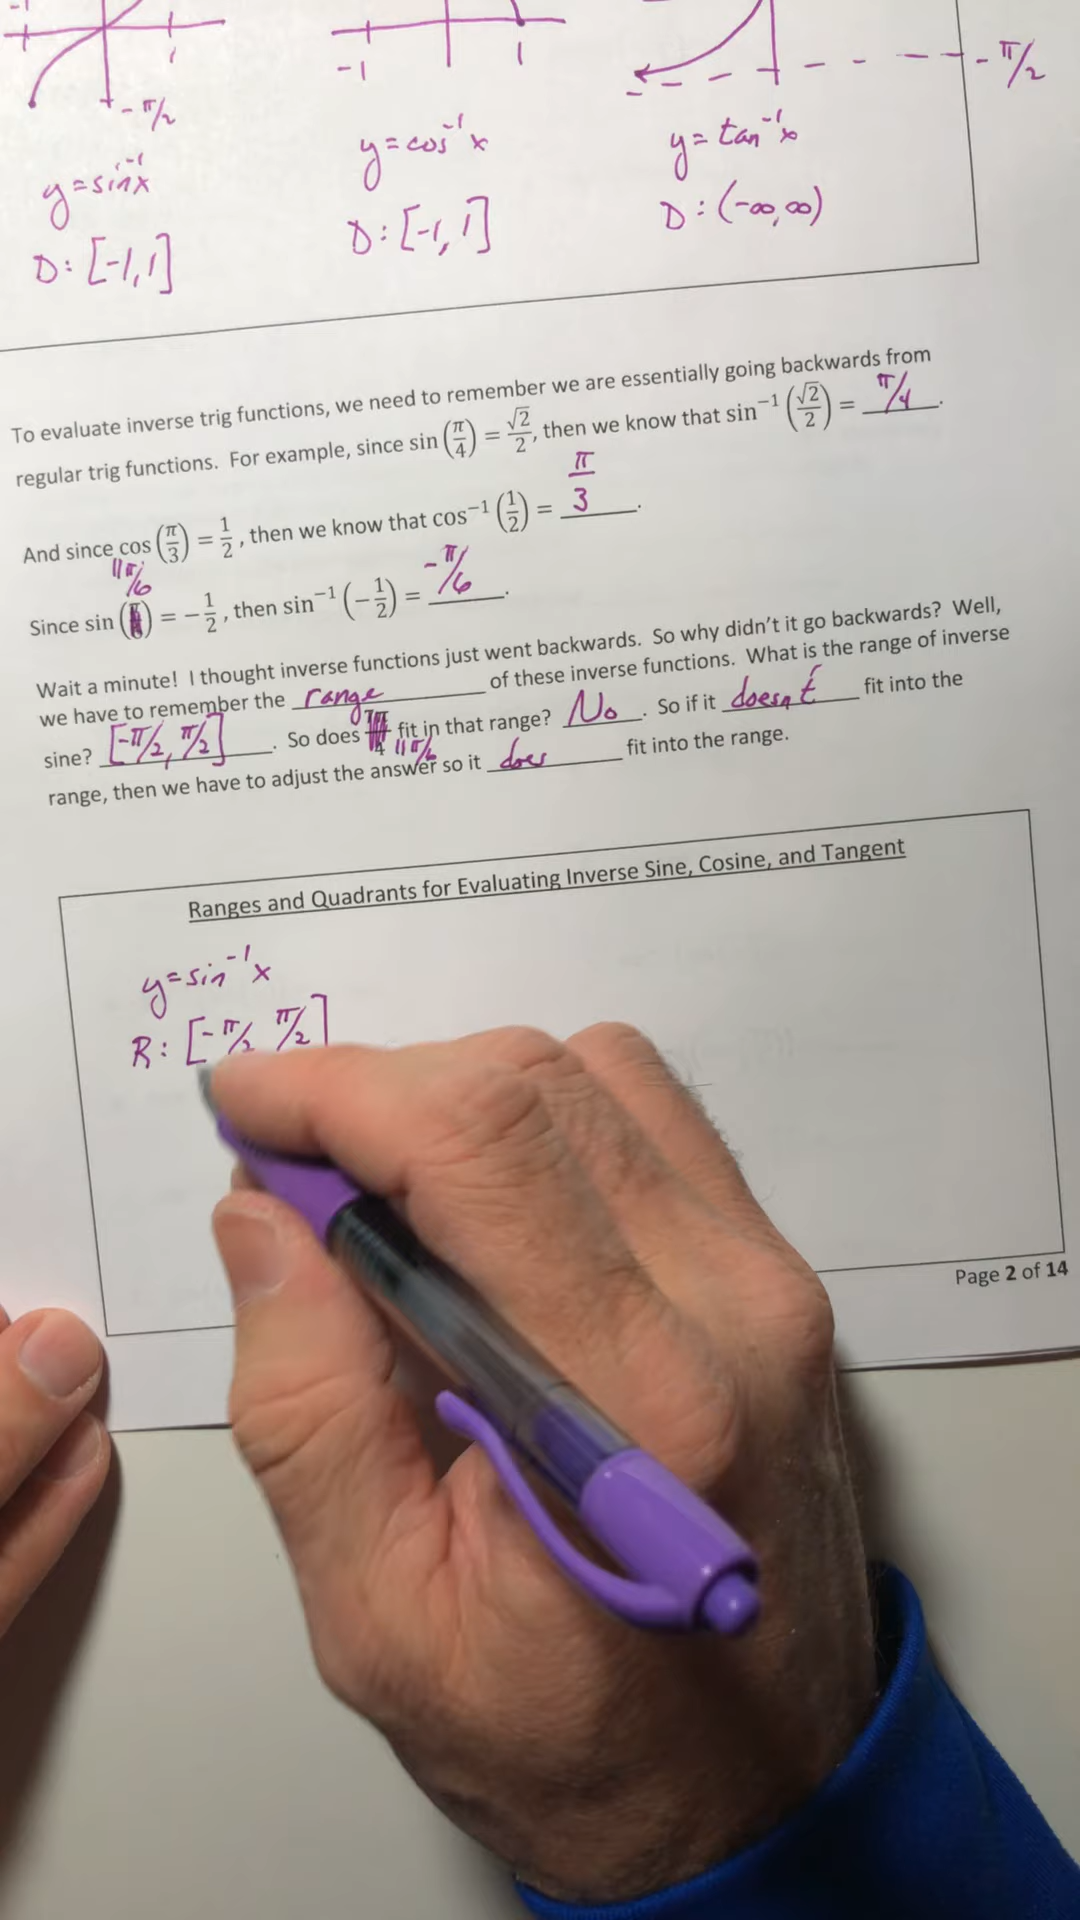 -1 1 -π/2
-1 1
-π/2
y = sin⁻¹x
D: [-1, 1]
y = cos⁻¹x
D: [-1, 1]
y = tan⁻¹x
D: (-∞, ∞)
To evaluate inverse trig functions, we need to remember we are essentially going backwards from
regular trig functions. For example, since sin (π/4) = √2/2, then we know that sin⁻¹ (√2/2) = π/4.
And since cos (π/3) = 1/2, then we know that cos⁻¹ (1/2) = π/3.
11π/6
Since sin ( ) = -1/2, then sin⁻¹ (-1/2) = -π/6.
Wait a minute! I thought inverse functions just went backwards. So why didn't it go backwards? Well,
we have to remember the range of these inverse functions. What is the range of inverse
sine? [-π/2, π/2]. So does 11π/6 fit in that range? No. So if it doesn't fit into the
range, then we have to adjust the answer so it does fit into the range.
Ranges and Quadrants for Evaluating Inverse Sine, Cosine, and Tangent
y = sin⁻¹x
R: [-π/2 π/2]
Page 2 of 14